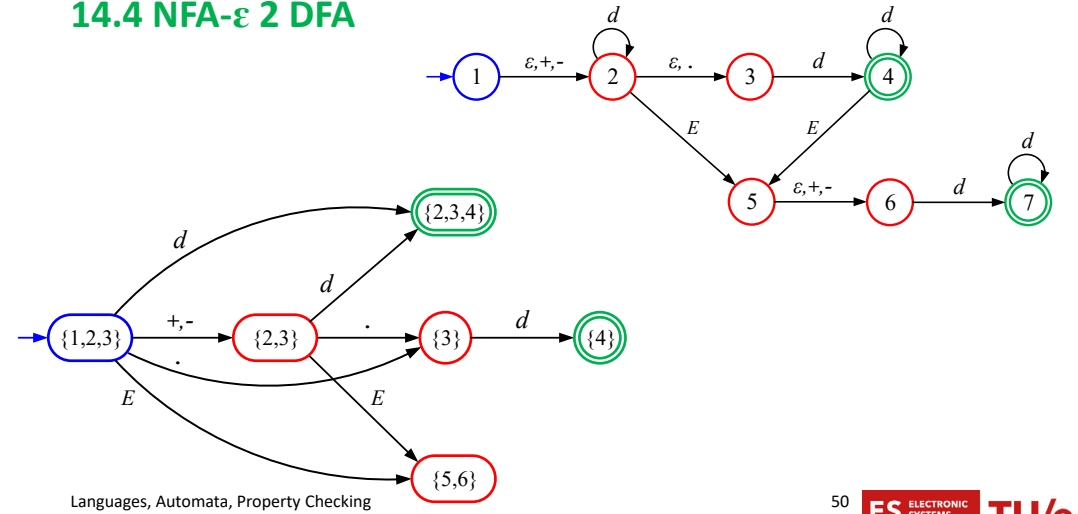 14.4 NFA-ε 2 DFA
d
d
1
ε,+,-
2
ε, .
3
d
4
E
E
d
5
ε,+,-
6
d
7
{2,3,4}
d
d
{1,2,3}
+,-
{2,3}
.
{3}
d
{4}
.
E
E
{5,6}
Languages, Automata, Property Checking
50
ES ELECTRONIC